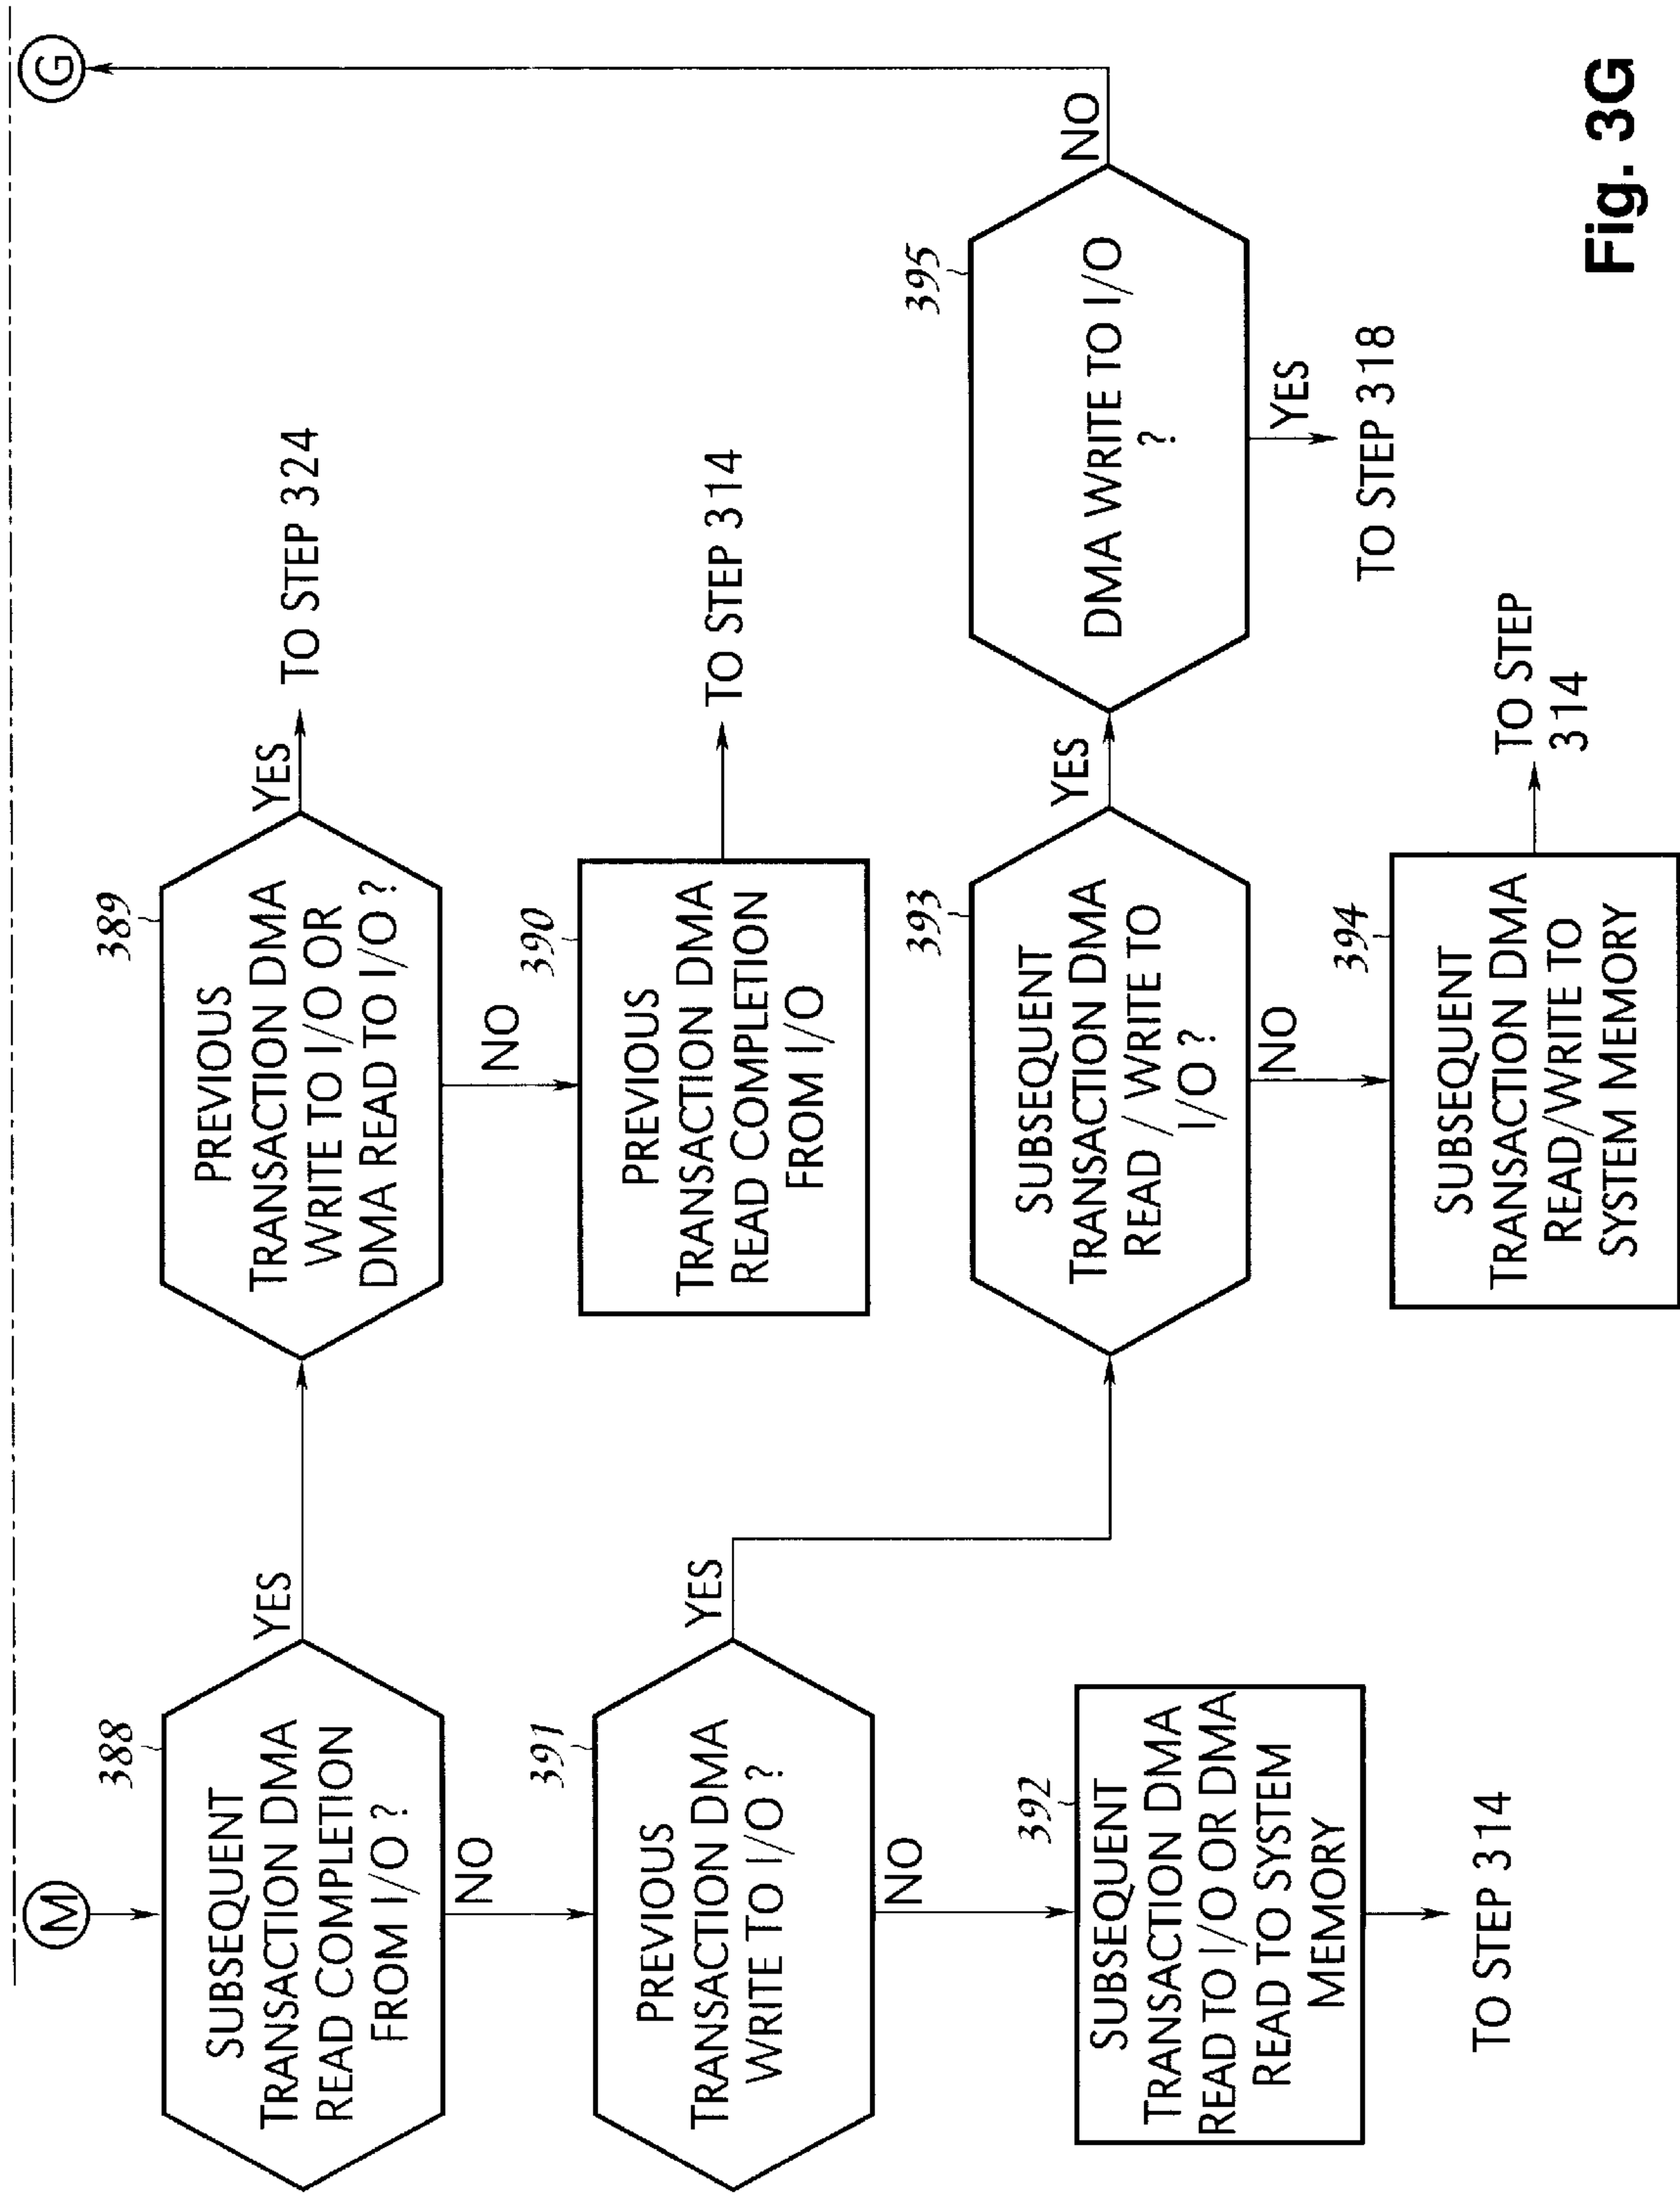 M
388
SUBSEQUENT
TRANSACTION DMA
READ COMPLETION
FROM I/O ?
YES
NO
389
PREVIOUS
TRANSACTION DMA
WRITE TO I/O OR
DMA READ TO I/O ?
YES
TO STEP 324
NO
390
PREVIOUS
TRANSACTION DMA
READ COMPLETION
FROM I/O
TO STEP 314
391
PREVIOUS
TRANSACTION DMA
WRITE TO I/O ?
YES
NO
392
SUBSEQUENT
TRANSACTION DMA
READ TO I/O OR DMA
READ TO SYSTEM
MEMORY
TO STEP 314
393
SUBSEQUENT
TRANSACTION DMA
READ / WRITE TO
I/O ?
YES
NO
394
SUBSEQUENT
TRANSACTION DMA
READ/WRITE TO
SYSTEM MEMORY
TO STEP
314
395
DMA WRITE TO I/O
?
YES
TO STEP 318
NO
G
Fig. 3G